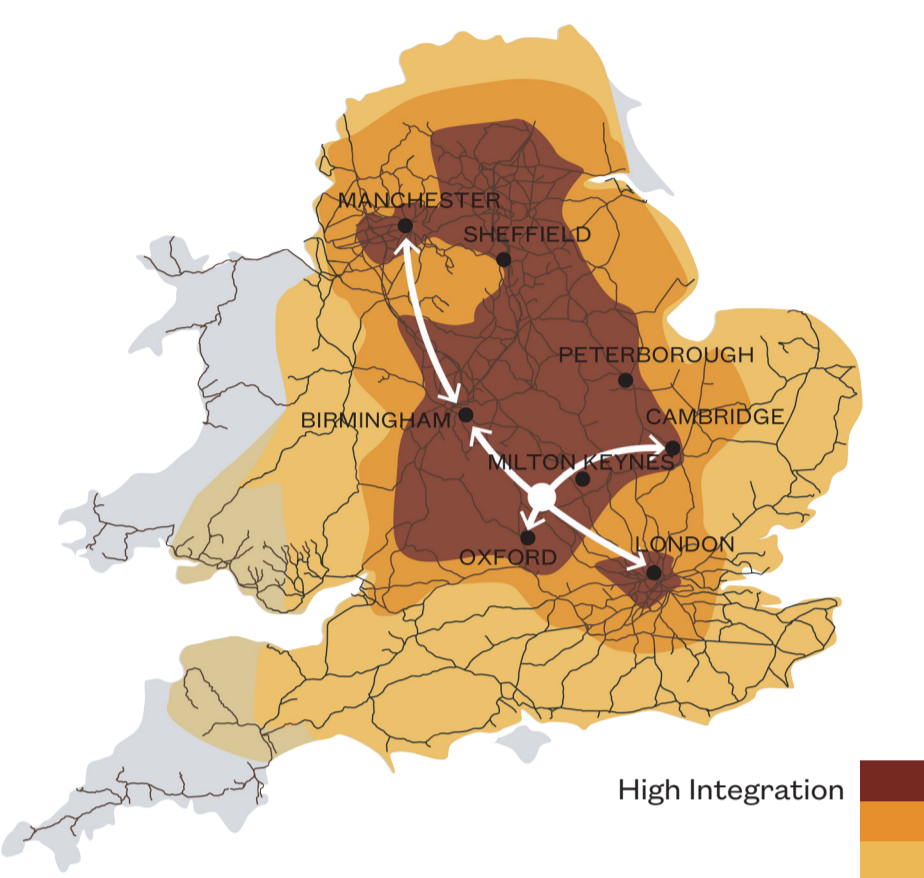 MANCHESTER
SHEFFIELD
PETERBOROUGH
CAMBRIDGE
BIRMINGHAM
MILTON KEYNES
LONDON
OXFORD
High Integration